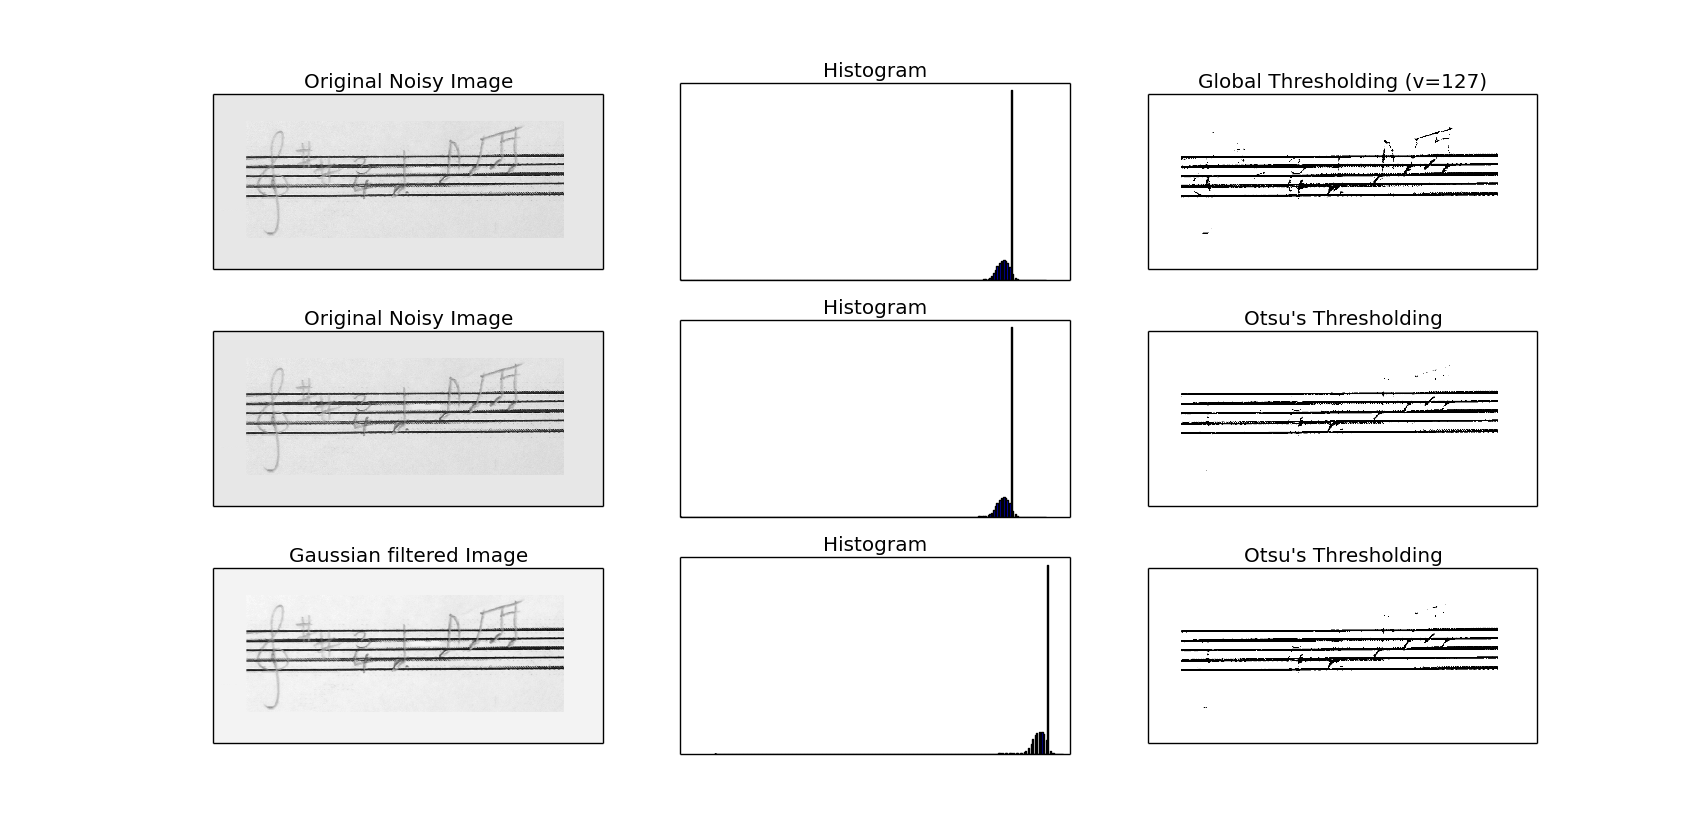 Original Noisy Image
Histogram
Global Thresholding (v=127)
Original Noisy Image
Histogram
Otsu's Thresholding
Gaussian filtered Image
Histogram
Otsu's Thresholding